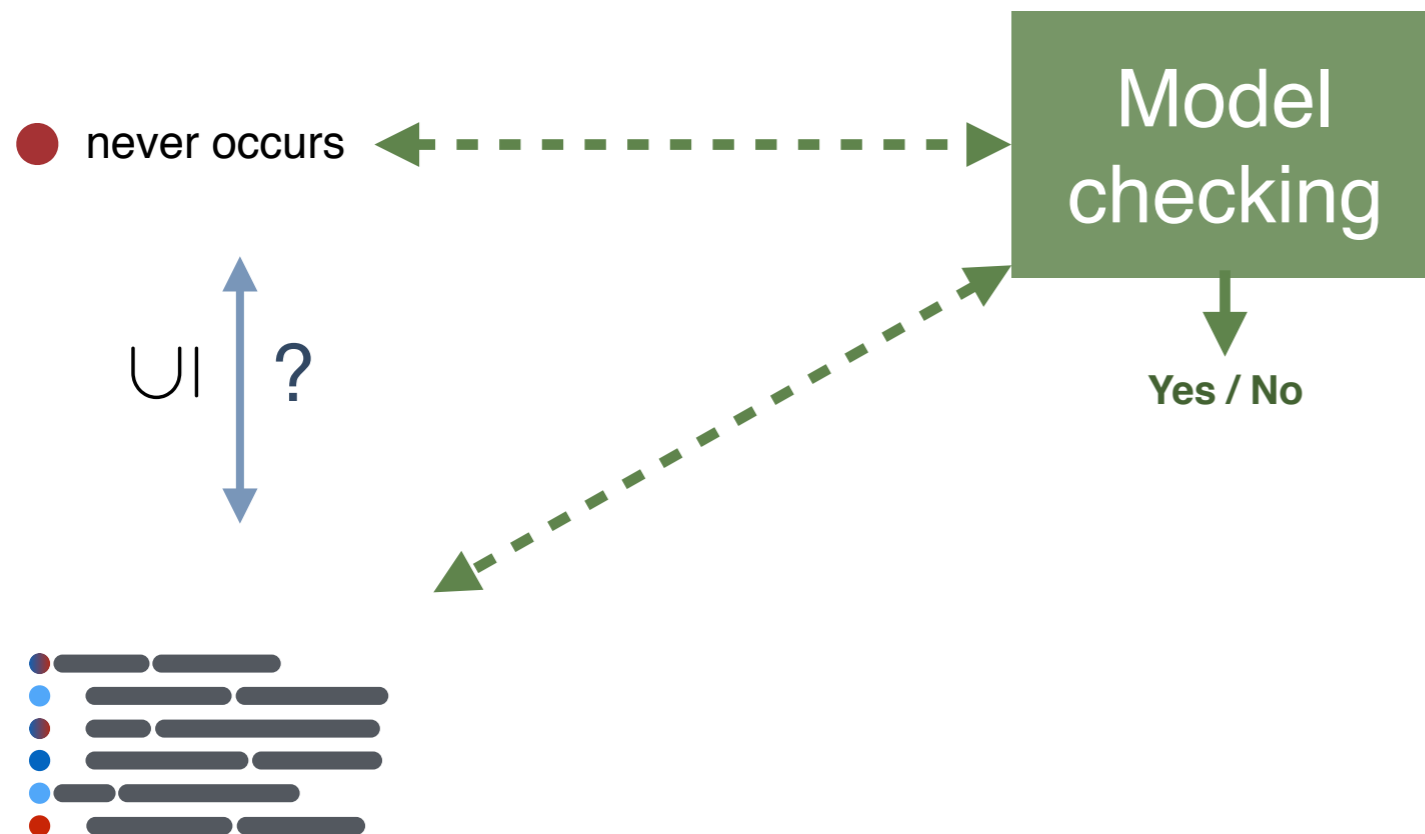 never occurs
Model
checking
⊆ ?
Yes / No